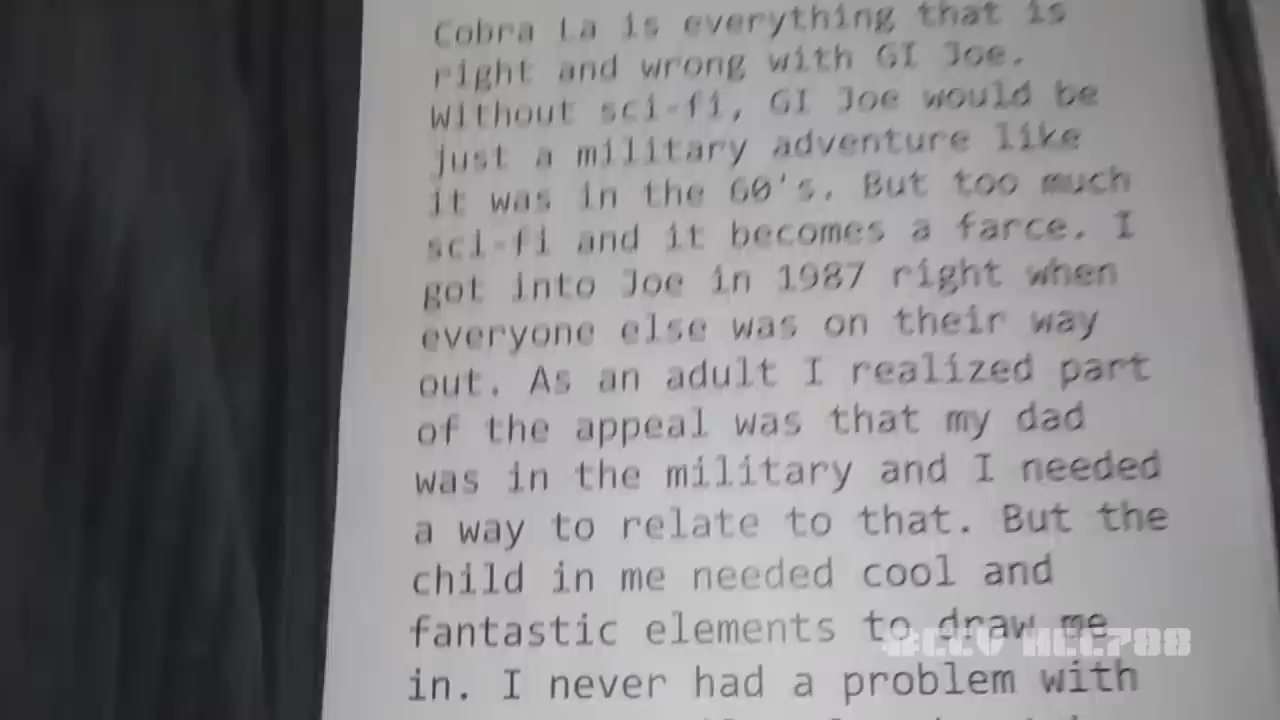 Cobra La is everything that is
right and wrong with GI Joe.
Without sci-fi, GI Joe would be
just a military adventure like
it was in the 60's. But too much
sci-fi and it becomes a farce. I
got into Joe in 1987 right when
everyone else was on their way
out. As an adult I realized part
of the appeal was that my dad
was in the military and I needed
a way to relate to that. But the
child in me needed cool and
fantastic elements to draw me
in. I never had a problem with